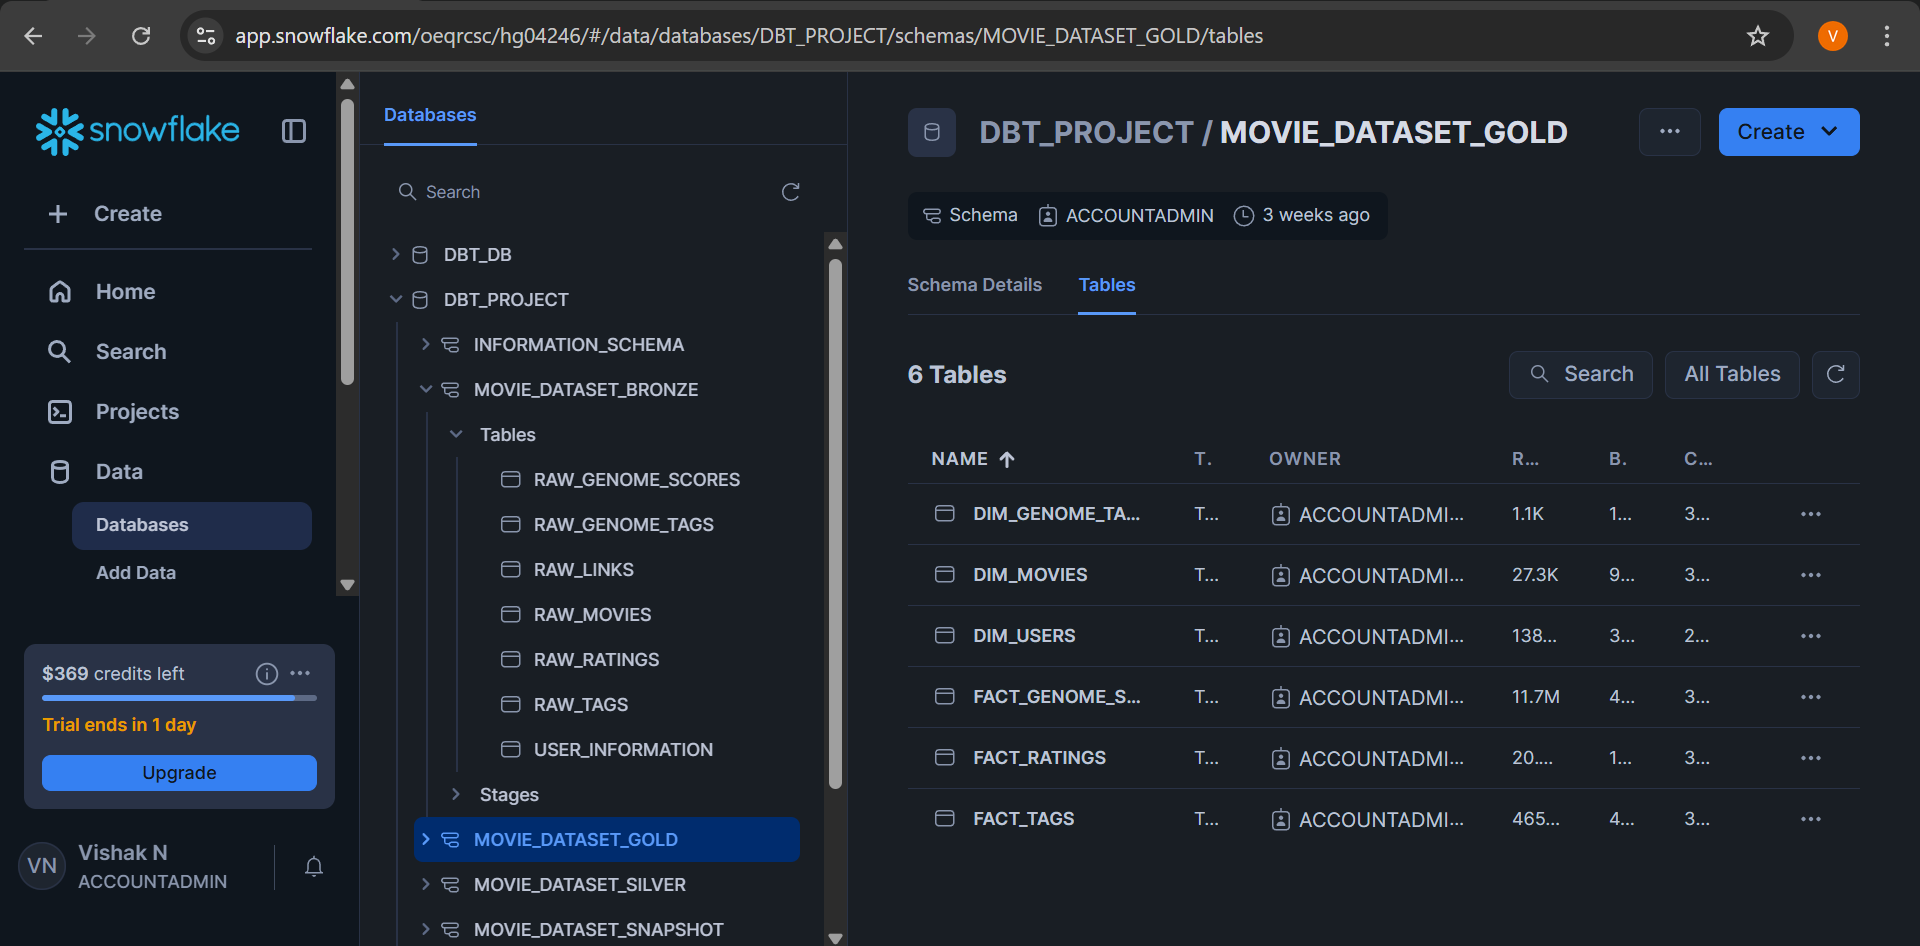 app.snowflake.com/oeqrcsc/hg04246/#/data/databases/DBT_PROJECT/schemas/MOVIE_DATASET_GOLD/tables
V
snowflake
Create
Home
Search
Projects
Data
Databases
Add Data
$369 credits left
Trial ends in 1 day
Upgrade
VN
Vishak N
ACCOUNTADMIN
Databases
Search
DBT_DB
DBT_PROJECT
INFORMATION_SCHEMA
MOVIE_DATASET_BRONZE
Tables
RAW_GENOME_SCORES
RAW_GENOME_TAGS
RAW_LINKS
RAW_MOVIES
RAW_RATINGS
RAW_TAGS
USER_INFORMATION
Stages
MOVIE_DATASET_GOLD
MOVIE_DATASET_SILVER
MOVIE_DATASET_SNAPSHOT
DBT_PROJECT / MOVIE_DATASET_GOLD
... Create
Schema ACCOUNTADMIN 3 weeks ago
Schema Details Tables
6 Tables
Search All Tables
NAME T. OWNER R... B. C...
DIM_GENOME_TA... T... ACCOUNTADMI... 1.1K 1... 3... ...
DIM_MOVIES T... ACCOUNTADMI... 27.3K 9... 3... ...
DIM_USERS T... ACCOUNTADMI... 138... 3... 2... ...
FACT_GENOME_S... T... ACCOUNTADMI... 11.7M 4... 3... ...
FACT_RATINGS T... ACCOUNTADMI... 20.... 1... 3... ...
FACT_TAGS T... ACCOUNTADMI... 465... 4... 3... ...